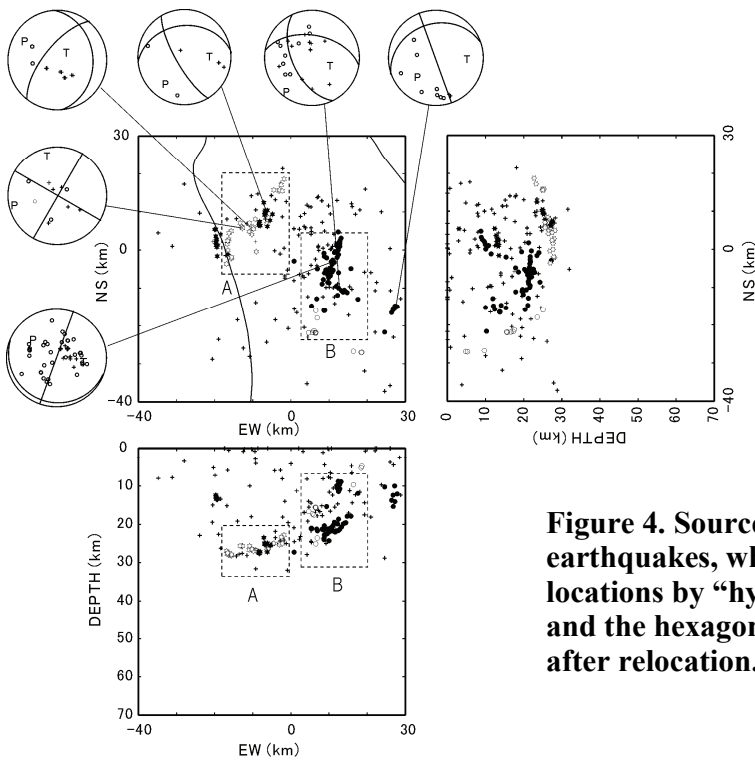 P
T
P
T
T
P
P
T
T
P
P
T
30
0
-40
NS (km)
-40
0
30
EW (km)
A
B
30
0
-40
NS (km)
0
10
20
30
40
50
60
70
DEPTH (km)
0
10
20
30
40
50
60
70
DEPTH (km)
-40
0
30
EW (km)
A
B
Figure 4. Source
earthquakes, wh
locations by “hy
and the hexagon
after relocation.